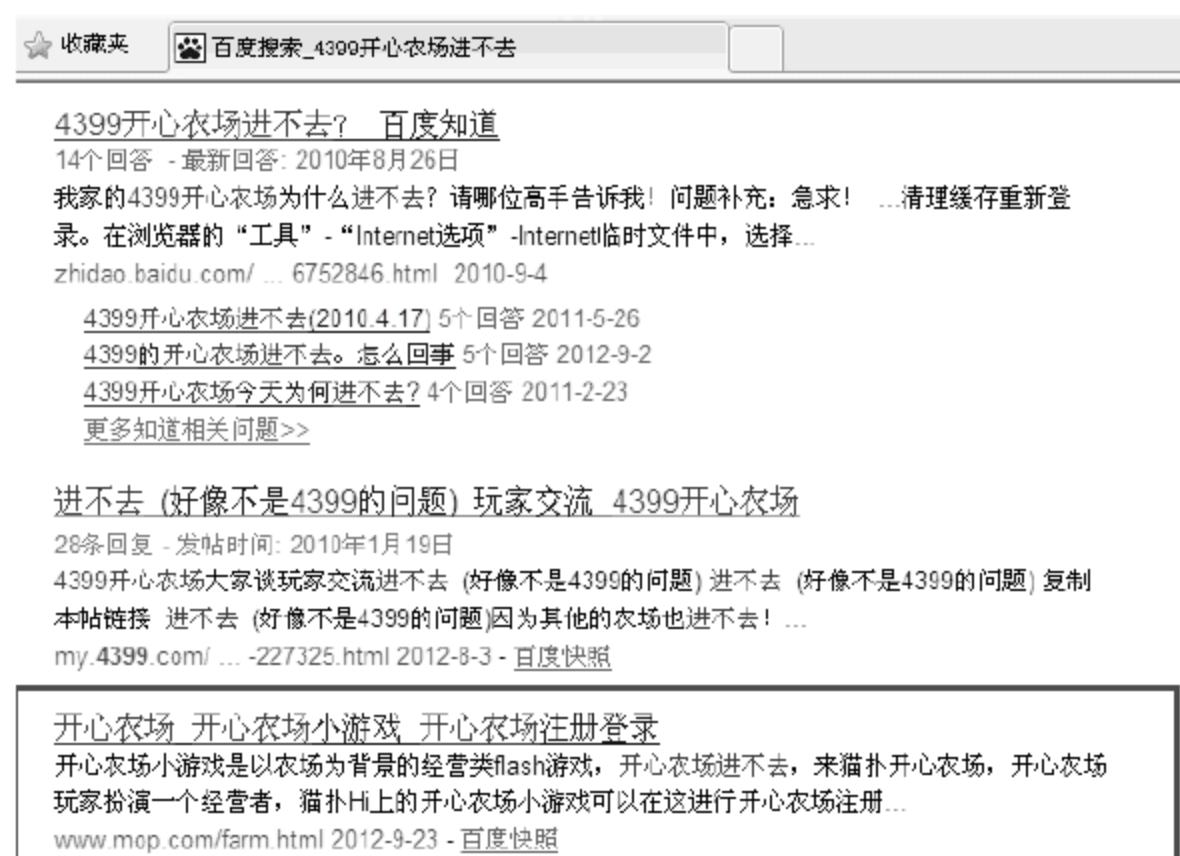 收藏夹
百度搜索_4399开心农场进不去
4399开心农场进不去? 百度知道
14个回答 - 最新回答: 2010年8月26日
我家的4399开心农场为什么进不去? 请哪位高手告诉我! 问题补充: 急求! ...清理缓存重新登
录。在浏览器的“工具” - “Internet选项” -Internet临时文件中，选择...
zhidao.baidu.com/ ... 6752846.html 2010-9-4
4399开心农场进不去(2010.4.17) 5个回答 2011-5-26
4399的开心农场进不去。怎么回事 5个回答 2012-9-2
4399开心农场今天为何进不去? 4个回答 2011-2-23
更多知道相关问题>>
进不去 (好像不是4399的问题) 玩家交流 4399开心农场
28条回复 - 发帖时间: 2010年1月19日
4399开心农场大家谈玩家交流进不去 (好像不是4399的问题) 进不去 (好像不是4399的问题) 复制
本帖链接 进不去 (好像不是4399的问题)因为其他的农场也进不去! ...
my.4399.com/ ... -227325.html 2012-8-3 - 百度快照
开心农场_开心农场小游戏_开心农场注册登录
开心农场小游戏是以农场为背景的经营类flash游戏，开心农场进不去，来猫扑开心农场，开心农场
玩家扮演一个经营者，猫扑Hi上的开心农场小游戏可以在这进行开心农场注册...
www.mop.com/farm.html 2012-9-23 - 百度快照